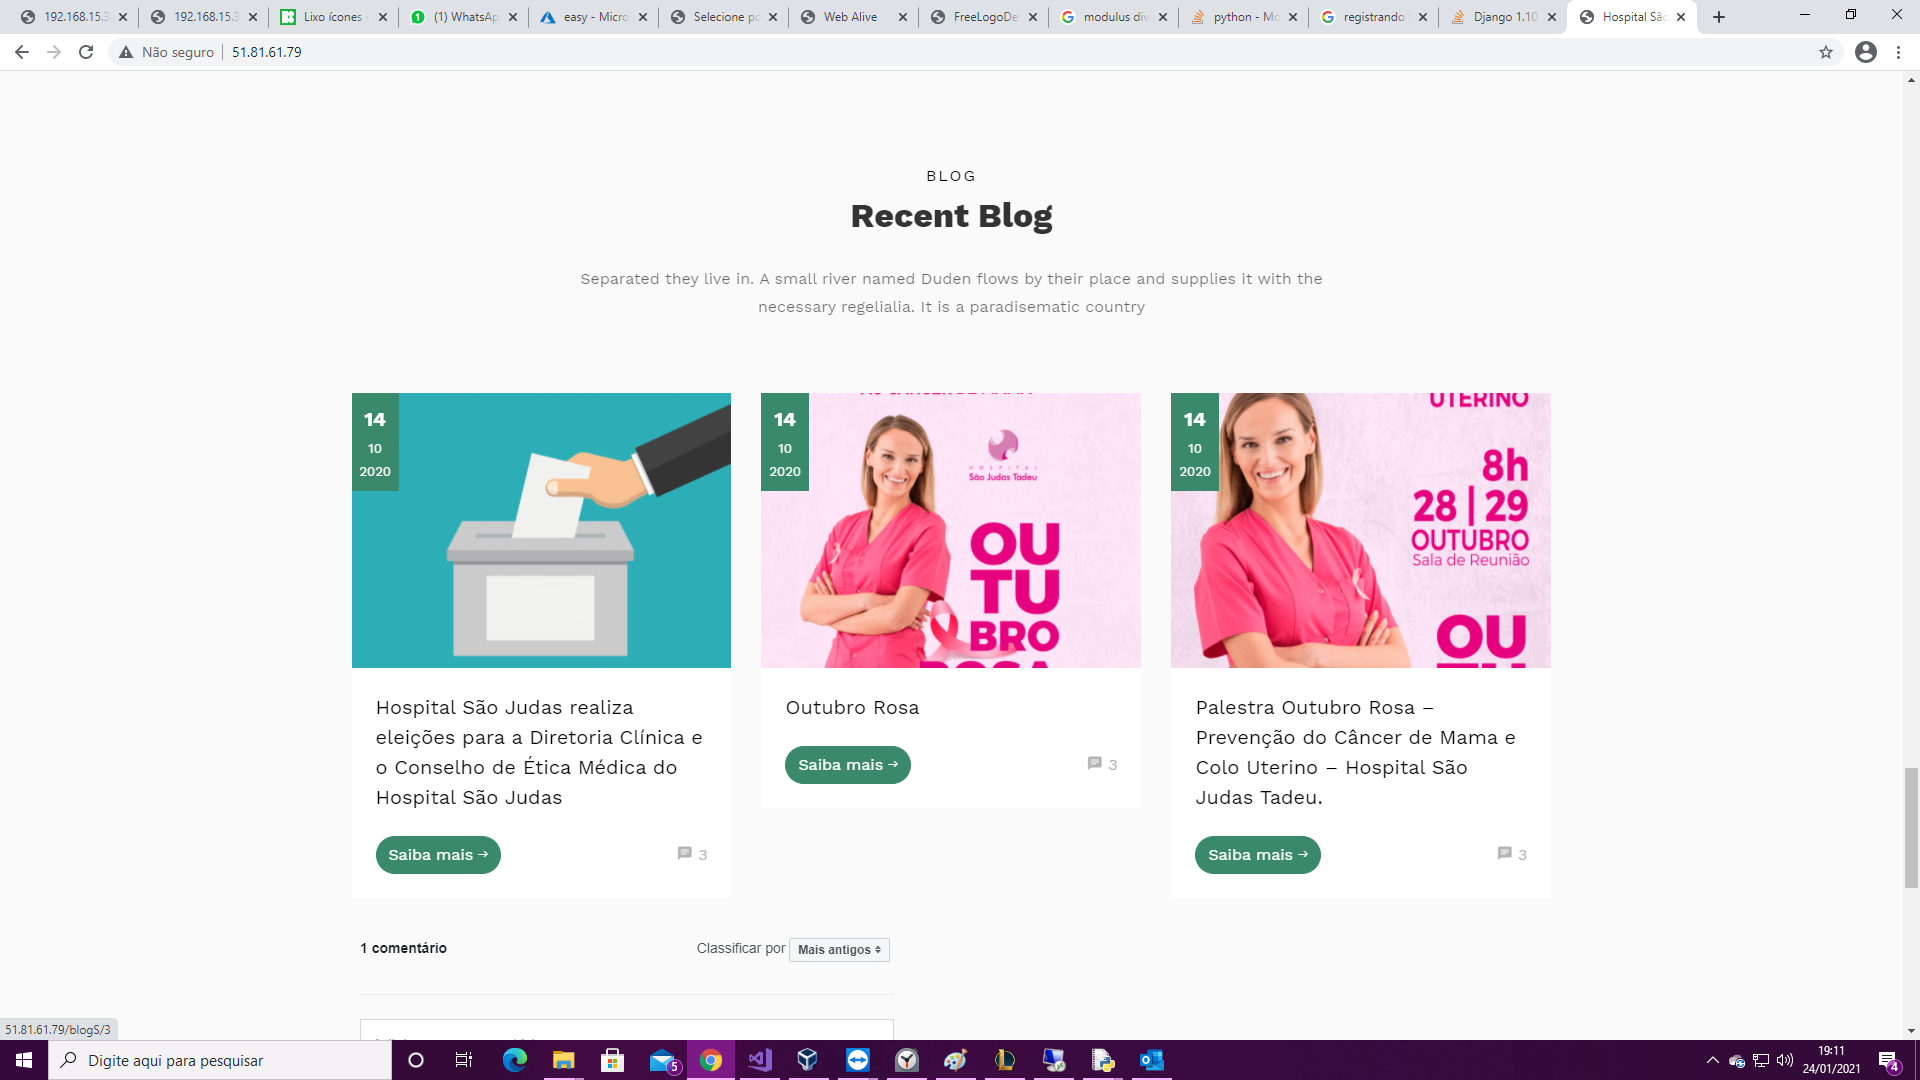 192.168.15.3
192.168.15.3
Lixo ícones -
(1) WhatsAp
easy - Micro
Selecione po
Web Alive
FreeLogoDe
modulus div
python - Mo
registrando
Django 1.10
Hospital São
Não seguro
51.81.61.79
BLOG
Recent Blog
Separated they live in. A small river named Duden flows by their place and supplies it with the
necessary regelialia. It is a paradisematic country
14
10
2020
14
10
2020
HOSPITAL
São Judas Tadeu
OU
TU
BRO
ROSA
14
10
2020
UTERINO
8h
28 | 29
OUTUBRO
Sala de Reunião
OU
Hospital São Judas realiza
eleições para a Diretoria Clínica e
o Conselho de Ética Médica do
Hospital São Judas
Saiba mais →
3
Outubro Rosa
Saiba mais →
3
Palestra Outubro Rosa –
Prevenção do Câncer de Mama e
Colo Uterino – Hospital São
Judas Tadeu.
Saiba mais →
3
1 comentário
Classificar por
Mais antigos
51.81.61.79/blogS/3
Digite aqui para pesquisar
5
19:11
24/01/2021
4